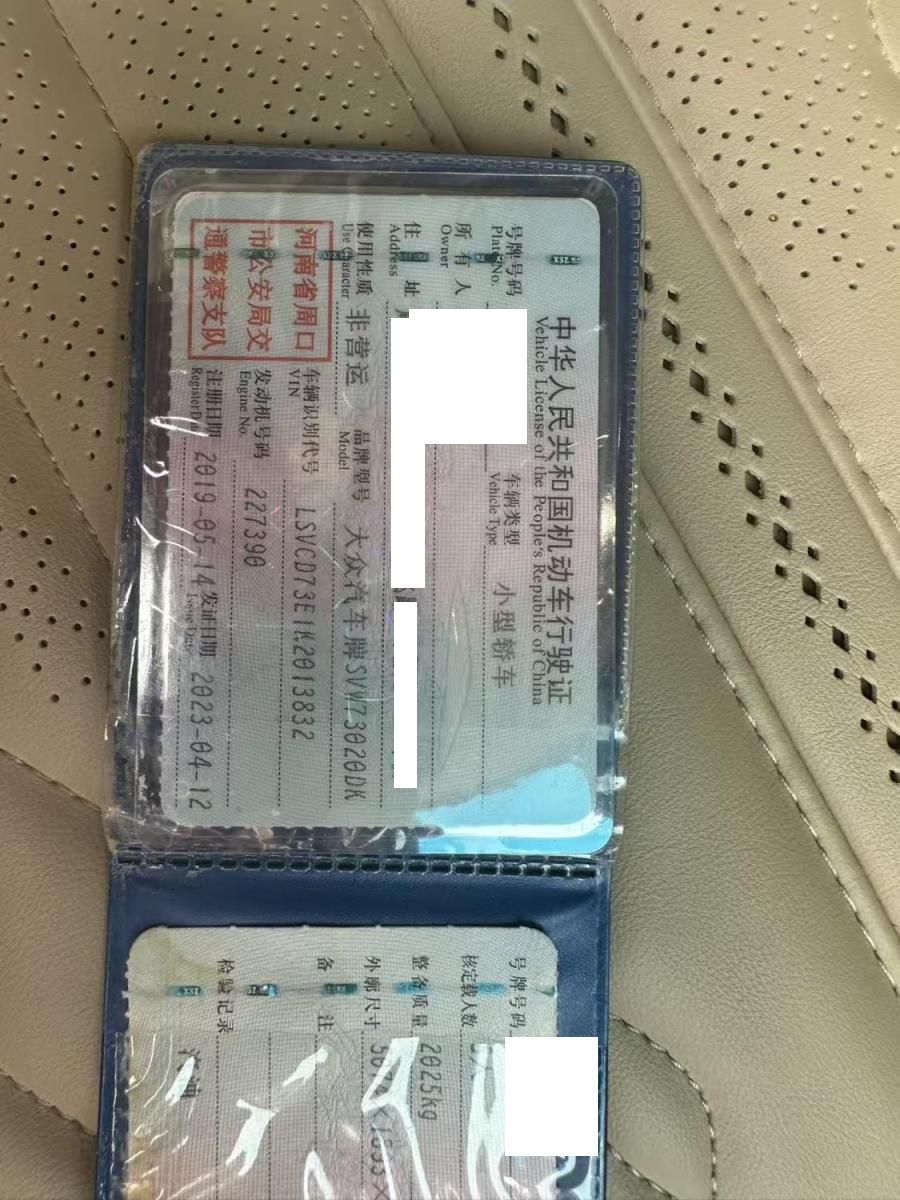 中华人民共和国机动车行驶证
Vehicle License of the People's Republic of China
号牌号码
Plate No.
车辆类型
Vehicle Type
小型轿车
所有人
Owner
住址
Address
使用性质
Use Character
非营运
品牌型号
Model
大众汽车牌SVW73020DK
河南省周口
市公安局交
通警察支队
车辆识别代号
VIN
LSVCD73E1K2013832
发动机号码
Engine No.
227390
注册日期
Register
2019-05-14
发证日期
Issue Date
2023-04-12
号牌号码
核定载人数
整备质量
2025kg
外廓尺寸
备注
检验记录
汽油